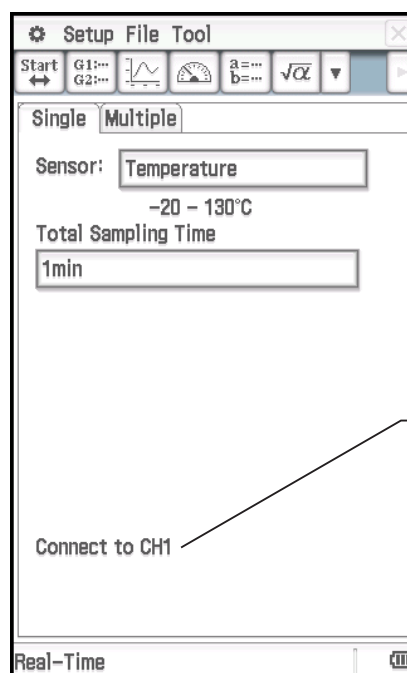 Setup File Tool
Start G1:··· G2:··· a=··· b=··· √α ▼
Single Multiple
Sensor: Temperature
-20 - 130°C
Total Sampling Time
1min
Connect to CH1
Real-Time